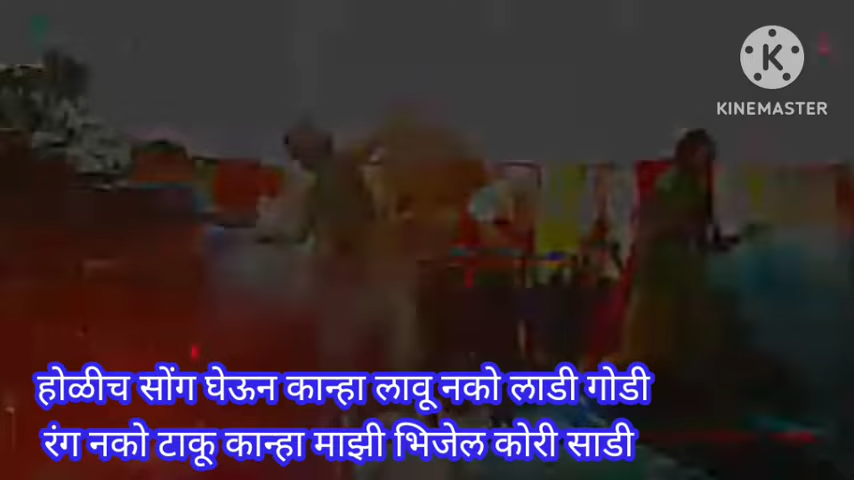 KINEMASTER
होळीच सोंग घेऊन कान्हा लावू नको लाडी गोडी
रंग नको टाकू कान्हा माझी भिजेल कोरी साडी